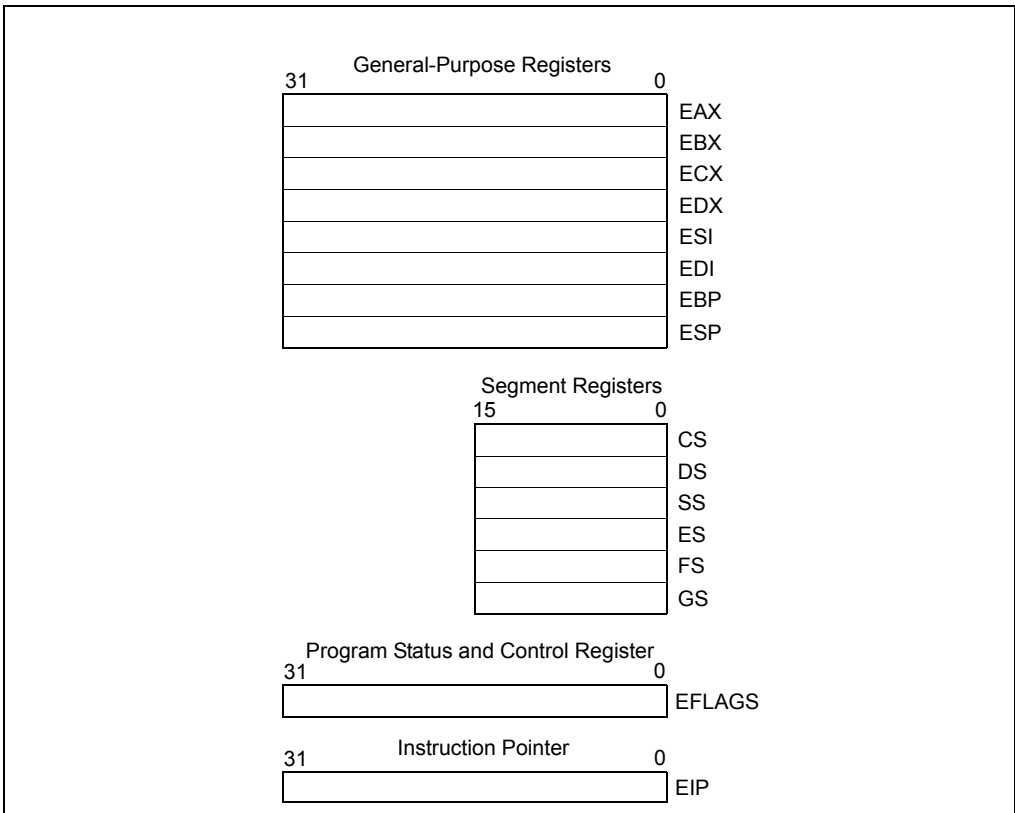 General-Purpose Registers
31 0
EAX
EBX
ECX
EDX
ESI
EDI
EBP
ESP
Segment Registers
15 0
CS
DS
SS
ES
FS
GS
Program Status and Control Register
31 0
EFLAGS
Instruction Pointer
31 0
EIP